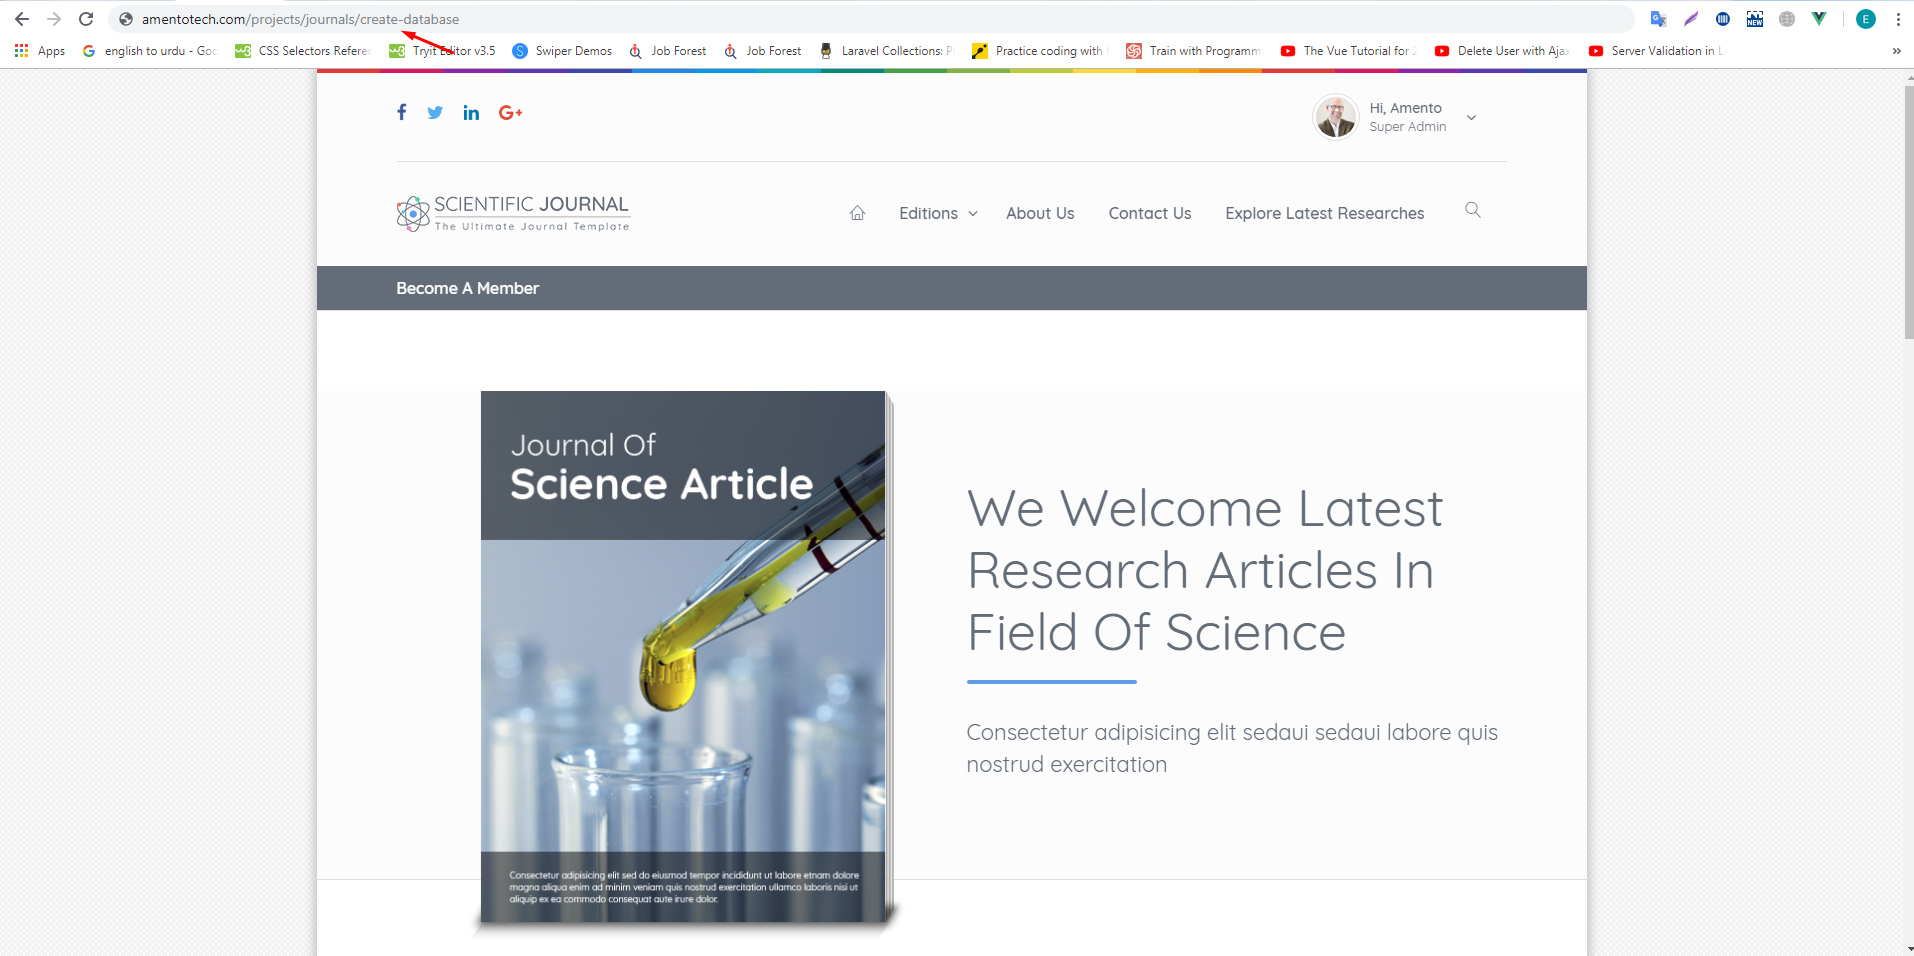 amentotech.com/projects/journals/create-database
NEW
E
Apps
english to urdu - Goo
CSS Selectors Referen
Tryit Editor v3.5
Swiper Demos
Job Forest
Job Forest
Laravel Collections: P
Practice coding with
Train with Programm
The Vue Tutorial for
Delete User with Ajax
Server Validation in L
»
Hi, Amento
Super Admin
SCIENTIFIC JOURNAL
The Ultimate Journal Template
Editions
About Us
Contact Us
Explore Latest Researches
Become A Member
Journal Of
Science Article
We Welcome Latest
Research Articles In
Field Of Science
Consectetur adipisicing elit sedaui sedaui labore quis
nostrud exercitation
Consectetur adipisicing elit sed do eiusmod tempor incididunt ut labore etnam dolore
magna aliqua enim ad minim veniam quis nostrud exercitation ullamco laboris nisi ut
aliquip ex ea commodo consequat aute irure dolor.